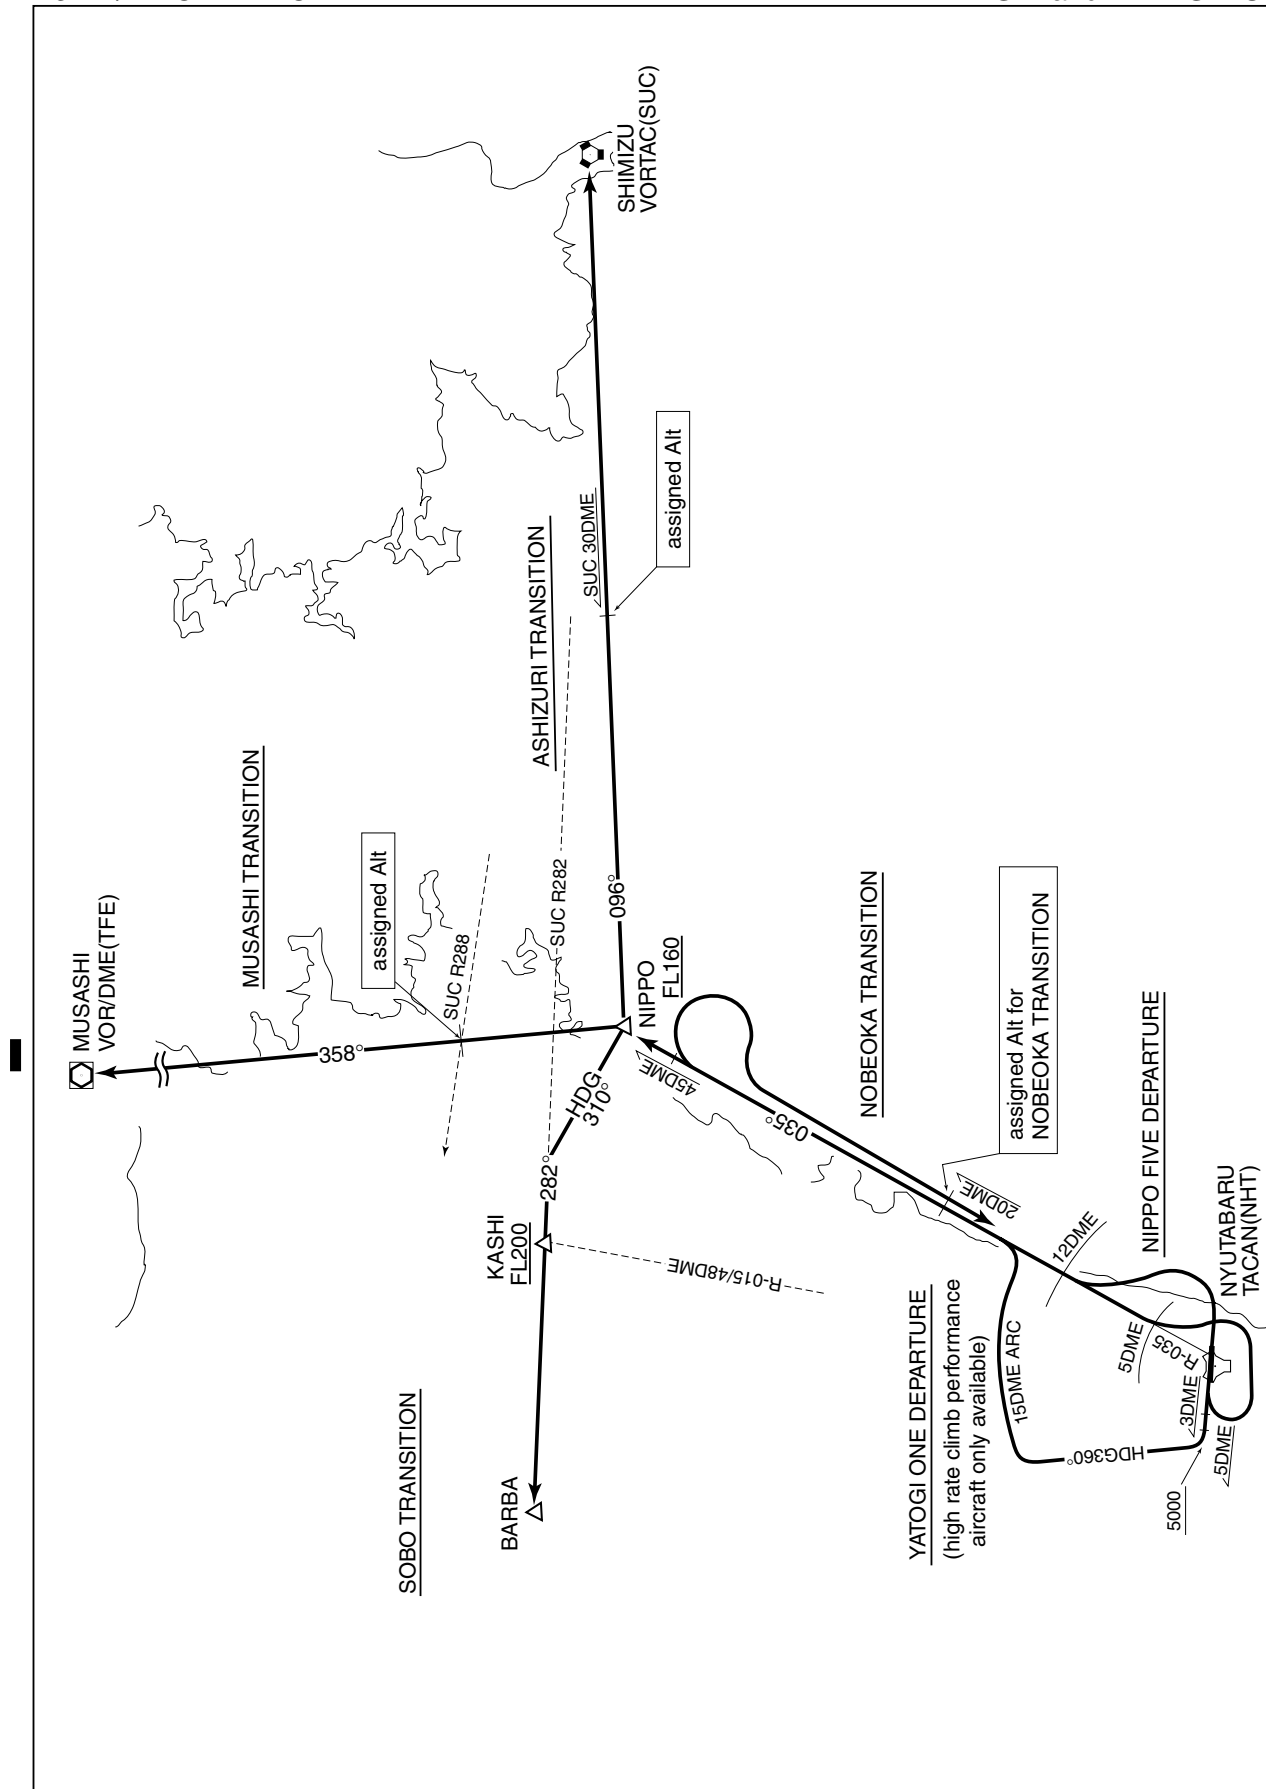 MUSASHI
VOR/DME(TFE)
MUSASHI TRANSITION
SHIMIZU
VORTAC(SUC)
assigned Alt
SUC R288
358°
ASHIZURI TRANSITION
SUC 30DME
assigned Alt
SUC R282
096°
NIPPO
FL160
HDG
310°
282°
KASHI
FL200
R-015/48DME
BARBA
SOBO TRANSITION
45DME
035°
NOBEOKA TRANSITION
assigned Alt for
NOBEOKA TRANSITION
20DME
12DME
NIPPO FIVE DEPARTURE
NYUTABARU
TACAN(NHT)
YATOGI ONE DEPARTURE
(high rate climb performance
aircraft only available)
15DME ARC
5DME
R-035
3DME
HDG360°
5DME
5000